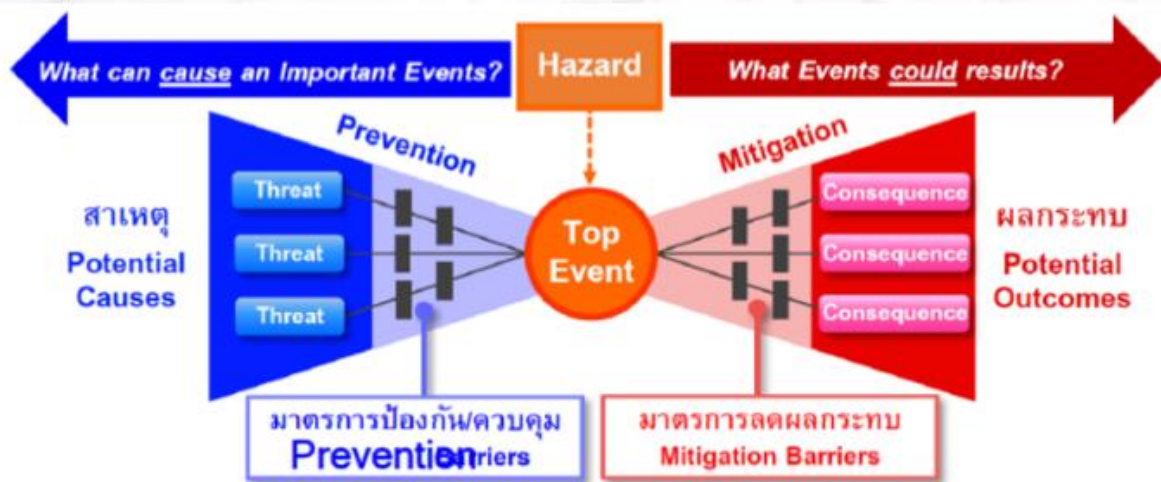 What can cause an Important Events?
Hazard
What Events could results?
Prevention
Mitigation
Threat
Threat
Threat
สาเหตุ
Potential
Causes
Top
Event
Consequence
Consequence
Consequence
ผลกระทบ
Potential
Outcomes
มาตรการป้องกัน/ควบคุม
Prevention Barriers
มาตรการลดผลกระทบ
Mitigation Barriers